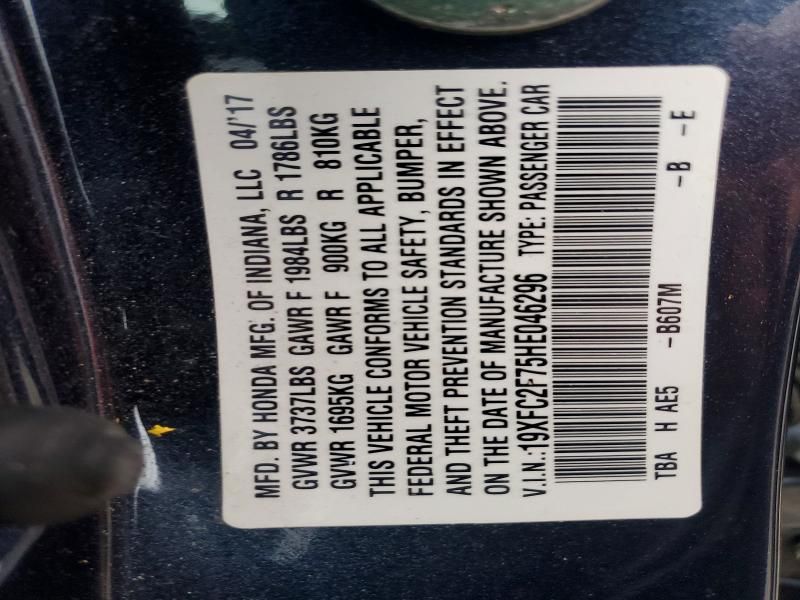 MFD. BY HONDA MFG. OF INDIANA, LLC 04/'17
GVWR 3737LBS GAWR F 1984LBS R 1786LBS
GVWR 1695KG GAWR F 900KG R 810KG
THIS VEHICLE CONFORMS TO ALL APPLICABLE
FEDERAL MOTOR VEHICLE SAFETY, BUMPER,
AND THEFT PREVENTION STANDARDS IN EFFECT
ON THE DATE OF MANUFACTURE SHOWN ABOVE.
V.I.N.:19XFC2F75HE046296 TYPE: PASSENGER CAR
TBA H AE5 -B607M -B -E